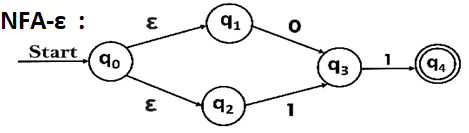 NFA-ε :
ε q₁ 0
Start q₀ q₃ 1 q₄
ε q₂ 1